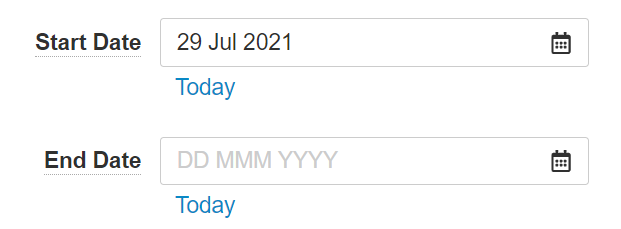 Start Date 29 Jul 2021
Today
End Date DD MMM YYYY
Today